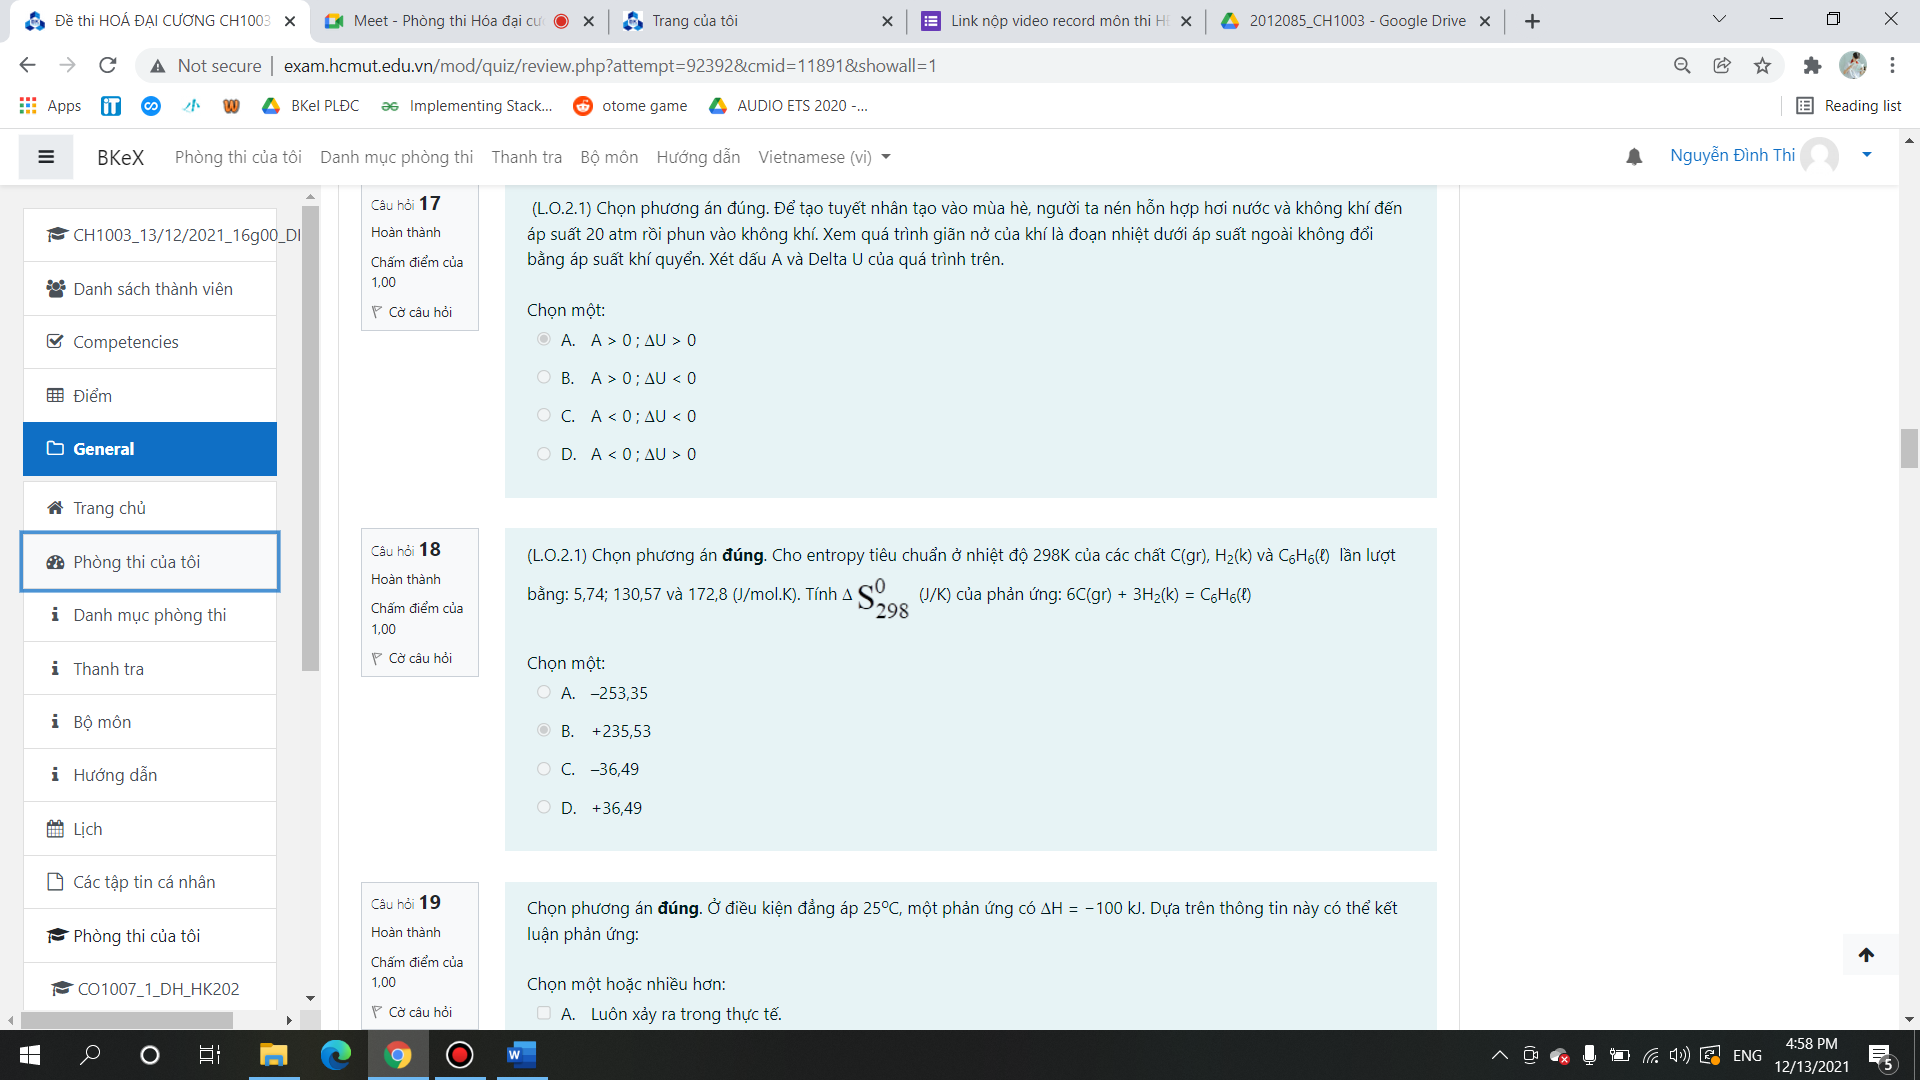 Đề thi HOÁ ĐẠI CƯƠNG CH1003
Meet - Phòng thi Hóa đại cư
Trang của tôi
Link nộp video record môn thi H
2012085_CH1003 - Google Drive
Not secure
exam.hcmut.edu.vn/mod/quiz/review.php?attempt=92392&cmid=11891&showall=1
Apps
BKel PLĐC
Implementing Stack...
otome game
AUDIO ETS 2020 -...
Reading list
BKeX
Phòng thi của tôi
Danh mục phòng thi
Thanh tra
Bộ môn
Hướng dẫn
Vietnamese (vi)
Nguyễn Đình Thi
CH1003_13/12/2021_16g00_DI
Danh sách thành viên
Competencies
Điểm
General
Trang chủ
Phòng thi của tôi
Danh mục phòng thi
Thanh tra
Bộ môn
Hướng dẫn
Lịch
Các tập tin cá nhân
Phòng thi của tôi
CO1007_1_DH_HK202
Câu hỏi 17
Hoàn thành
Chấm điểm của
1,00
Cờ câu hỏi
(L.O.2.1) Chọn phương án đúng. Để tạo tuyết nhân tạo vào mùa hè, người ta nén hỗn hợp hơi nước và không khí đến
áp suất 20 atm rồi phun vào không khí. Xem quá trình giãn nở của khí là đoạn nhiệt dưới áp suất ngoài không đổi
bằng áp suất khí quyển. Xét dấu A và Delta U của quá trình trên.
Chọn một:
A. A > 0 ; ΔU > 0
B. A > 0 ; ΔU < 0
C. A < 0 ; ΔU < 0
D. A < 0 ; ΔU > 0
Câu hỏi 18
Hoàn thành
Chấm điểm của
1,00
Cờ câu hỏi
(L.O.2.1) Chọn phương án đúng. Cho entropy tiêu chuẩn ở nhiệt độ 298K của các chất C(gr), H₂(k) và C₆H₆(ℓ) lần lượt
bằng: 5,74; 130,57 và 172,8 (J/mol.K). Tính Δ S⁰₂₉₈ (J/K) của phản ứng: 6C(gr) + 3H₂(k) = C₆H₆(ℓ)
Chọn một:
A. –253,35
B. +235,53
C. –36,49
D. +36,49
Câu hỏi 19
Hoàn thành
Chấm điểm của
1,00
Cờ câu hỏi
Chọn phương án đúng. Ở điều kiện đẳng áp 25ºC, một phản ứng có ΔH = −100 kJ. Dựa trên thông tin này có thể kết
luận phản ứng:
Chọn một hoặc nhiều hơn:
A. Luôn xảy ra trong thực tế.
ENG
4:58 PM
12/13/2021
5